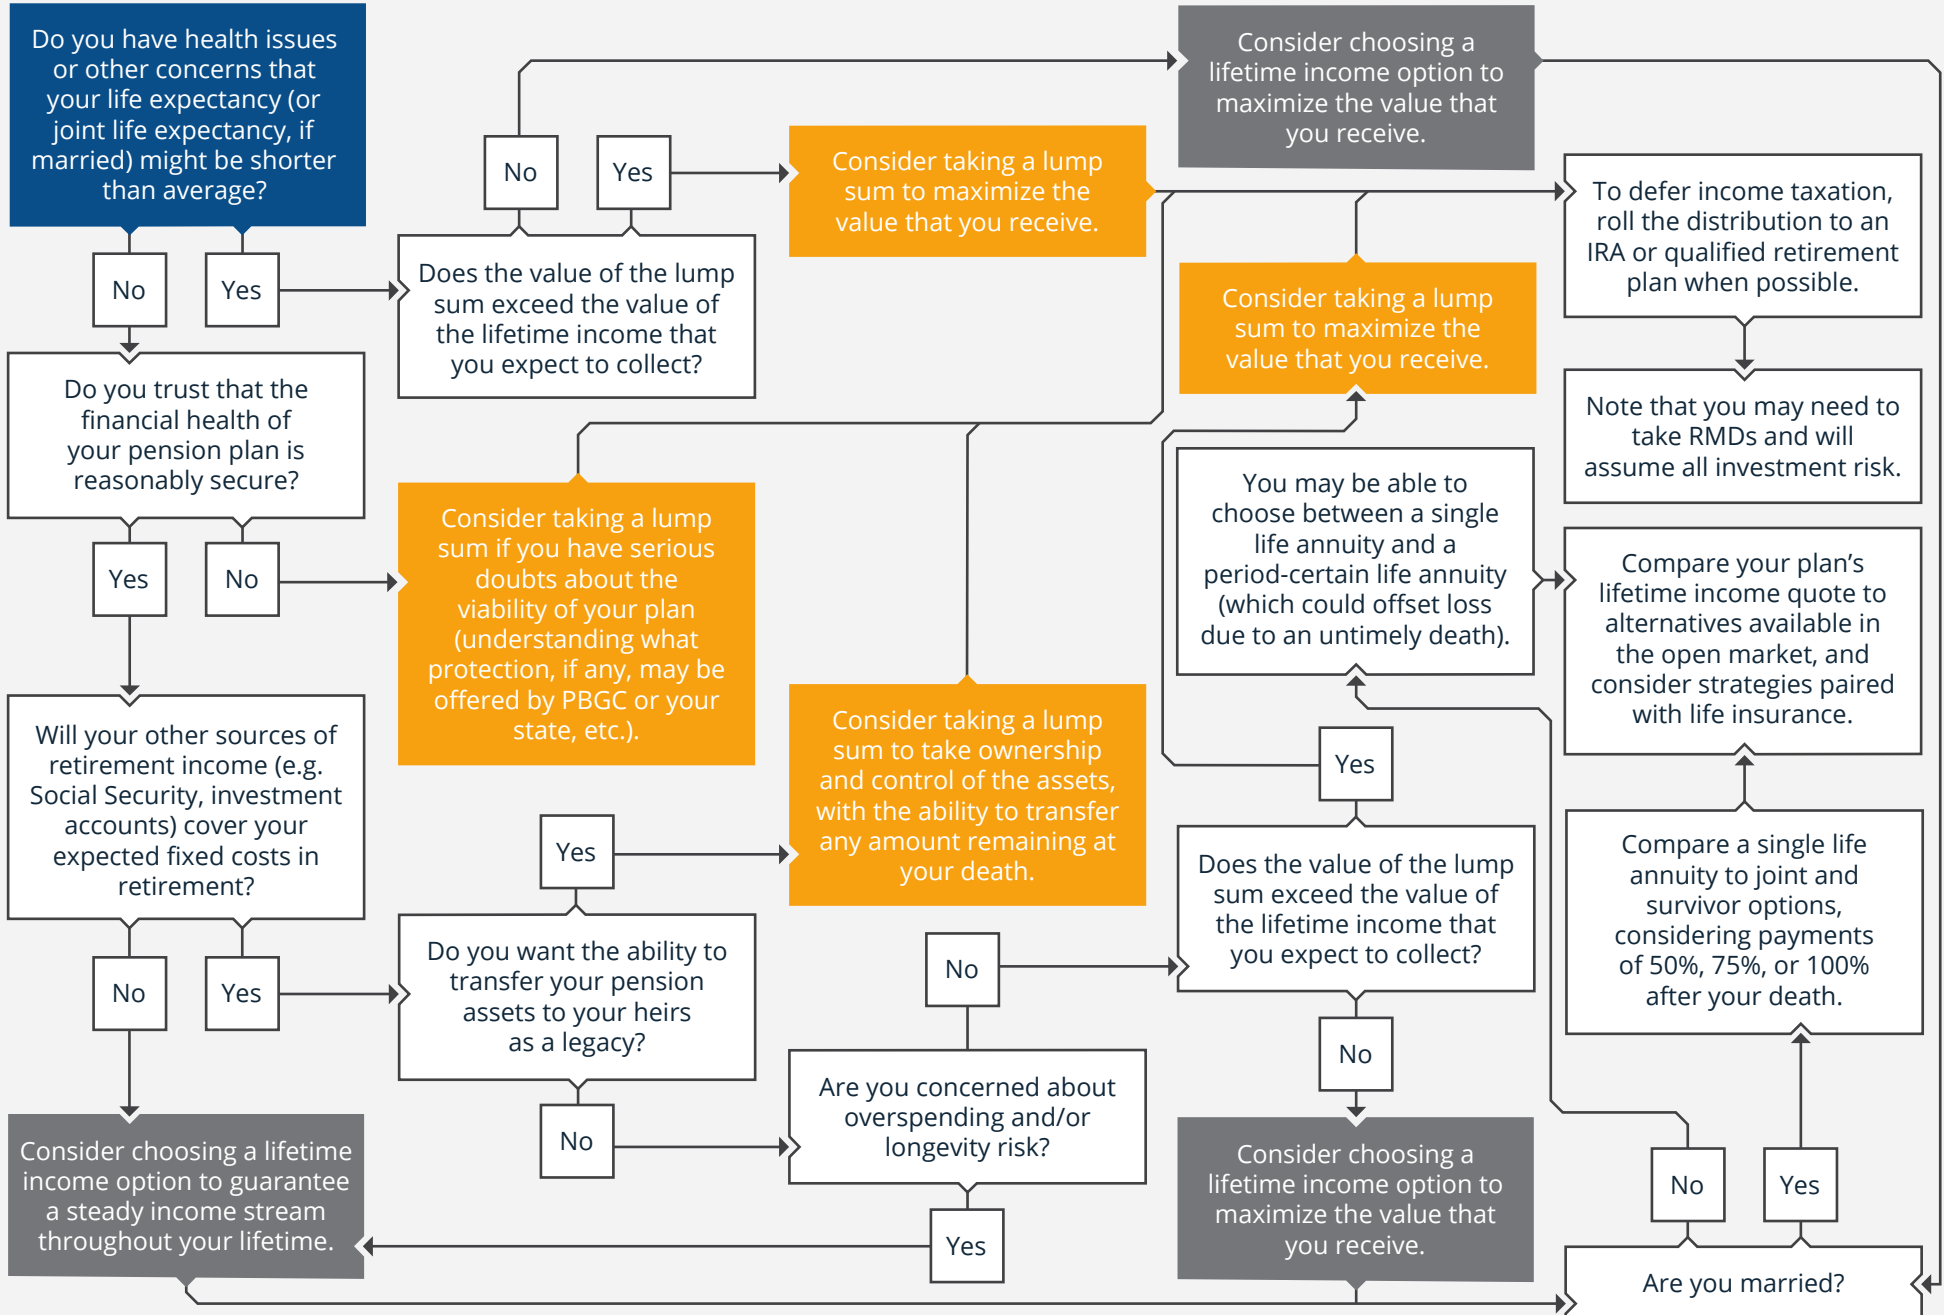 Do you have health issues
or other concerns that
your life expectancy (or
joint life expectancy, if
married) might be shorter
than average?
No
Yes
Does the value of the lump
sum exceed the value of
the lifetime income that
you expect to collect?
No
Yes
Consider taking a lump
sum to maximize the
value that you receive.
Consider choosing a
lifetime income option to
maximize the value that
you receive.
To defer income taxation,
roll the distribution to an
IRA or qualified retirement
plan when possible.
Consider taking a lump
sum to maximize the
value that you receive.
Note that you may need to
take RMDs and will
assume all investment risk.
Do you trust that the
financial health of
your pension plan is
reasonably secure?
Yes
No
Consider taking a lump
sum if you have serious
doubts about the
viability of your plan
(understanding what
protection, if any, may be
offered by PBGC or your
state, etc.).
You may be able to
choose between a single
life annuity and a
period-certain life annuity
(which could offset loss
due to an untimely death).
Compare your plan’s
lifetime income quote to
alternatives available in
the open market, and
consider strategies paired
with life insurance.
Will your other sources of
retirement income (e.g.
Social Security, investment
accounts) cover your
expected fixed costs in
retirement?
No
Yes
Yes
Consider taking a lump
sum to take ownership
and control of the assets,
with the ability to transfer
any amount remaining at
your death.
Do you want the ability to
transfer your pension
assets to your heirs
as a legacy?
No
Yes
Does the value of the lump
sum exceed the value of
the lifetime income that
you expect to collect?
No
Compare a single life
annuity to joint and
survivor options,
considering payments
of 50%, 75%, or 100%
after your death.
No
Are you concerned about
overspending and/or
longevity risk?
Yes
Consider choosing a lifetime
income option to guarantee
a steady income stream
throughout your lifetime.
Consider choosing a
lifetime income option to
maximize the value that
you receive.
No
Yes
Are you married?